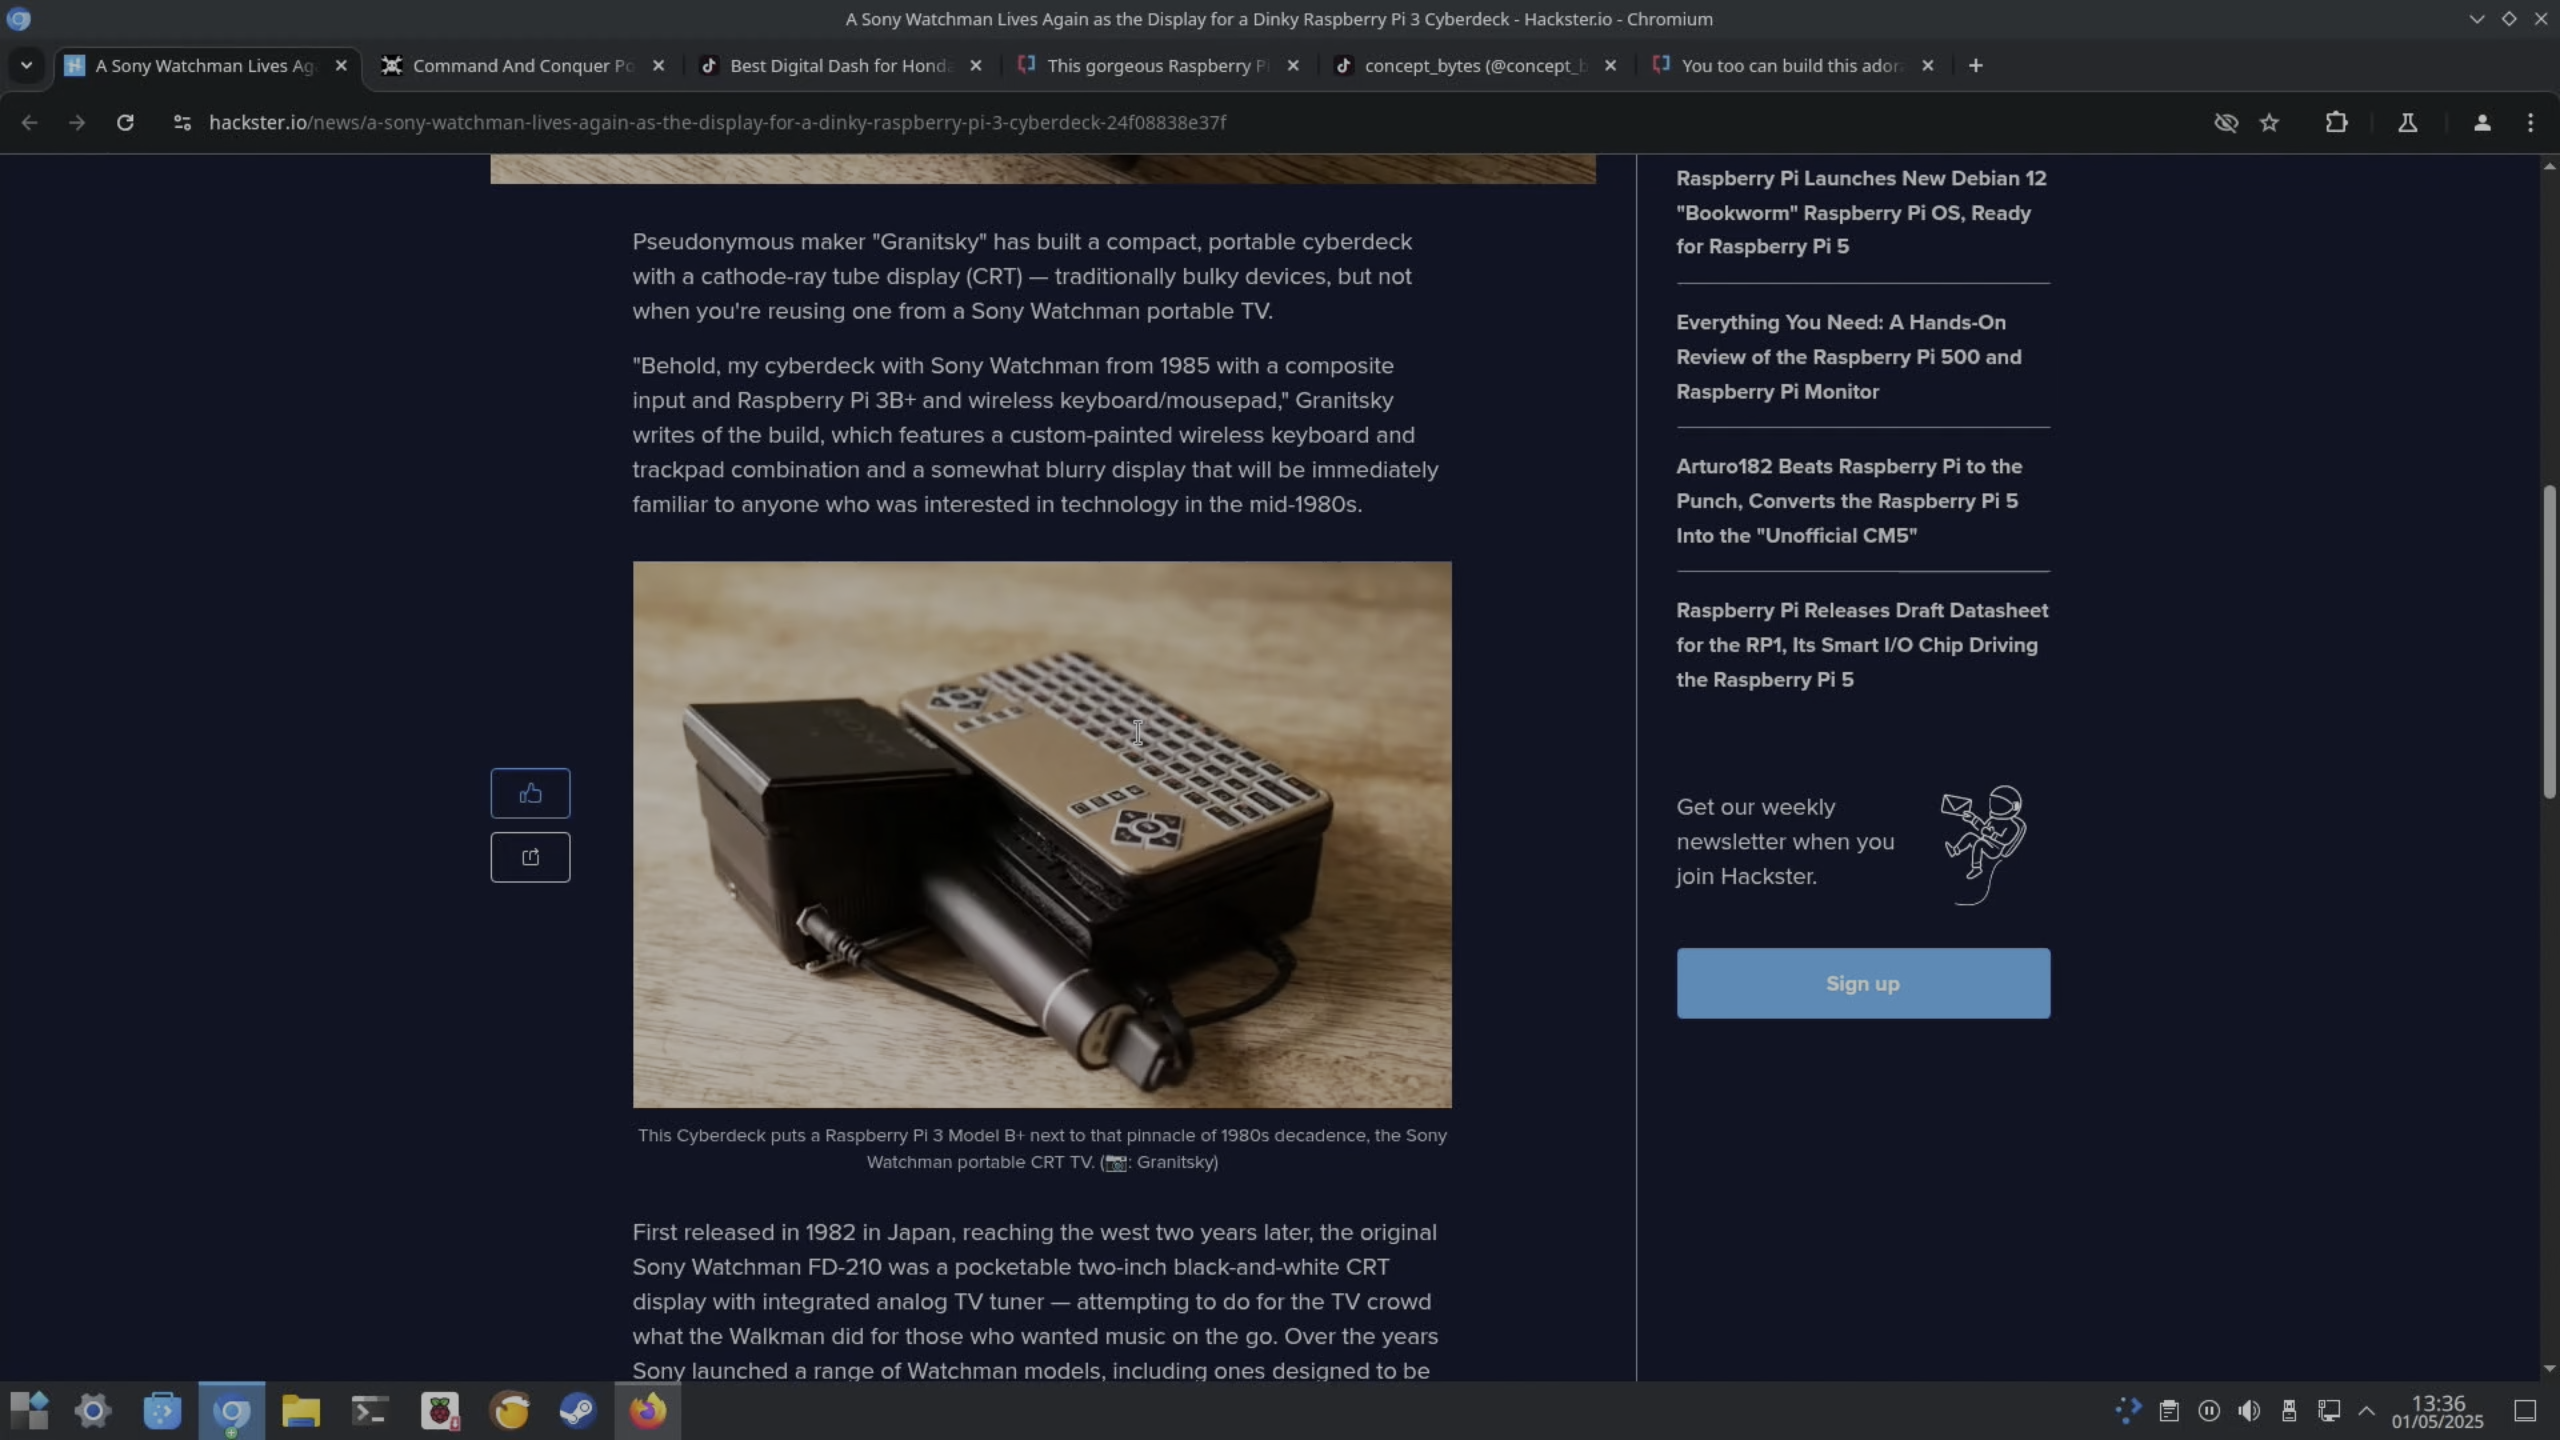 A Sony Watchman Lives Again as the Display for a Dinky Raspberry Pi 3 Cyberdeck - Hackster.io - Chromium
A Sony Watchman Lives Ag
Command And Conquer Po
Best Digital Dash for Honda
This gorgeous Raspberry P
concept_bytes (@concept_b
You too can build this ador
hackster.io/news/a-sony-watchman-lives-again-as-the-display-for-a-dinky-raspberry-pi-3-cyberdeck-24f08838e37f
Pseudonymous maker "Granitsky" has built a compact, portable cyberdeck
with a cathode-ray tube display (CRT) — traditionally bulky devices, but not
when you're reusing one from a Sony Watchman portable TV.
"Behold, my cyberdeck with Sony Watchman from 1985 with a composite
input and Raspberry Pi 3B+ and wireless keyboard/mousepad," Granitsky
writes of the build, which features a custom-painted wireless keyboard and
trackpad combination and a somewhat blurry display that will be immediately
familiar to anyone who was interested in technology in the mid-1980s.
SONY
This Cyberdeck puts a Raspberry Pi 3 Model B+ next to that pinnacle of 1980s decadence, the Sony
Watchman portable CRT TV. (📷: Granitsky)
First released in 1982 in Japan, reaching the west two years later, the original
Sony Watchman FD-210 was a pocketable two-inch black-and-white CRT
display with integrated analog TV tuner — attempting to do for the TV crowd
what the Walkman did for those who wanted music on the go. Over the years
Sony launched a range of Watchman models, including ones designed to be
Raspberry Pi Launches New Debian 12
"Bookworm" Raspberry Pi OS, Ready
for Raspberry Pi 5
Everything You Need: A Hands-On
Review of the Raspberry Pi 500 and
Raspberry Pi Monitor
Arturo182 Beats Raspberry Pi to the
Punch, Converts the Raspberry Pi 5
Into the "Unofficial CM5"
Raspberry Pi Releases Draft Datasheet
for the RP1, Its Smart I/O Chip Driving
the Raspberry Pi 5
Get our weekly
newsletter when you
join Hackster.
Sign up
13:36
01/05/2025